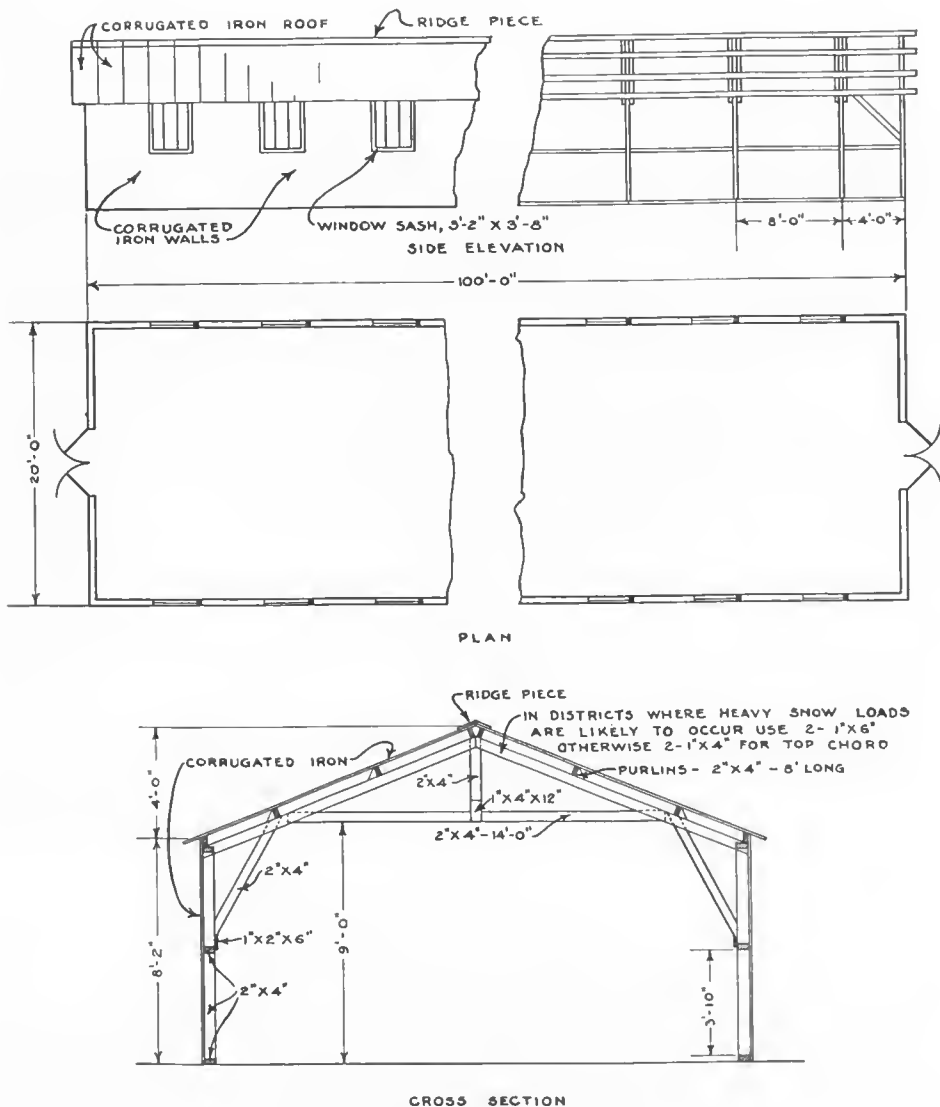 CORRUGATED IRON ROOF
RIDGE PIECE
CORRUGATED
IRON WALLS
WINDOW SASH, 3'-2" X 3'-8"
8'-0"
4'-0"
SIDE ELEVATION
100'-0"
20'-0"
PLAN
RIDGE PIECE
IN DISTRICTS WHERE HEAVY SNOW LOADS
ARE LIKELY TO OCCUR USE 2- 1"X6"
OTHERWISE 2-1"X4" FOR TOP CHORD
CORRUGATED IRON
PURLINS- 2"X4" - 8' LONG
4'-0"
2"X4"
1"X4"X12"
2"X4"-14'-0"
2"X4"
8'-2"
1"X2"X6"
9'-0"
2"X4"
3'-10"
CROSS SECTION